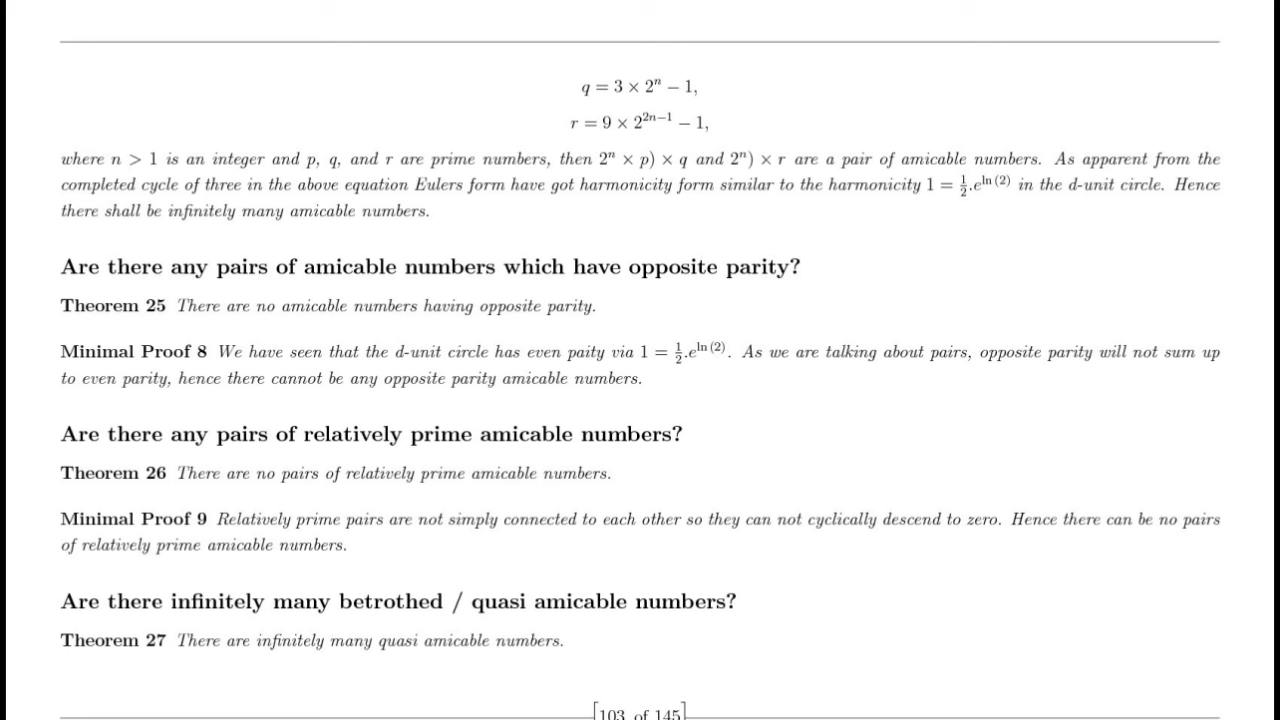 q = 3 × 2ⁿ − 1,
r = 9 × 2²ⁿ⁻¹ − 1,
where n > 1 is an integer and p, q, and r are prime numbers, then 2ⁿ × p) × q and 2ⁿ) × r are a pair of amicable numbers. As apparent from the
completed cycle of three in the above equation Eulers form have got harmonicity form similar to the harmonicity 1 = ½.e^ln (2) in the d-unit circle. Hence
there shall be infinitely many amicable numbers.
Are there any pairs of amicable numbers which have opposite parity?
Theorem 25 There are no amicable numbers having opposite parity.
Minimal Proof 8 We have seen that the d-unit circle has even paity via 1 = ½.e^ln (2). As we are talking about pairs, opposite parity will not sum up
to even parity, hence there cannot be any opposite parity amicable numbers.
Are there any pairs of relatively prime amicable numbers?
Theorem 26 There are no pairs of relatively prime amicable numbers.
Minimal Proof 9 Relatively prime pairs are not simply connected to each other so they can not cyclically descend to zero. Hence there can be no pairs
of relatively prime amicable numbers.
Are there infinitely many betrothed / quasi amicable numbers?
Theorem 27 There are infinitely many quasi amicable numbers.
[103 of 145]